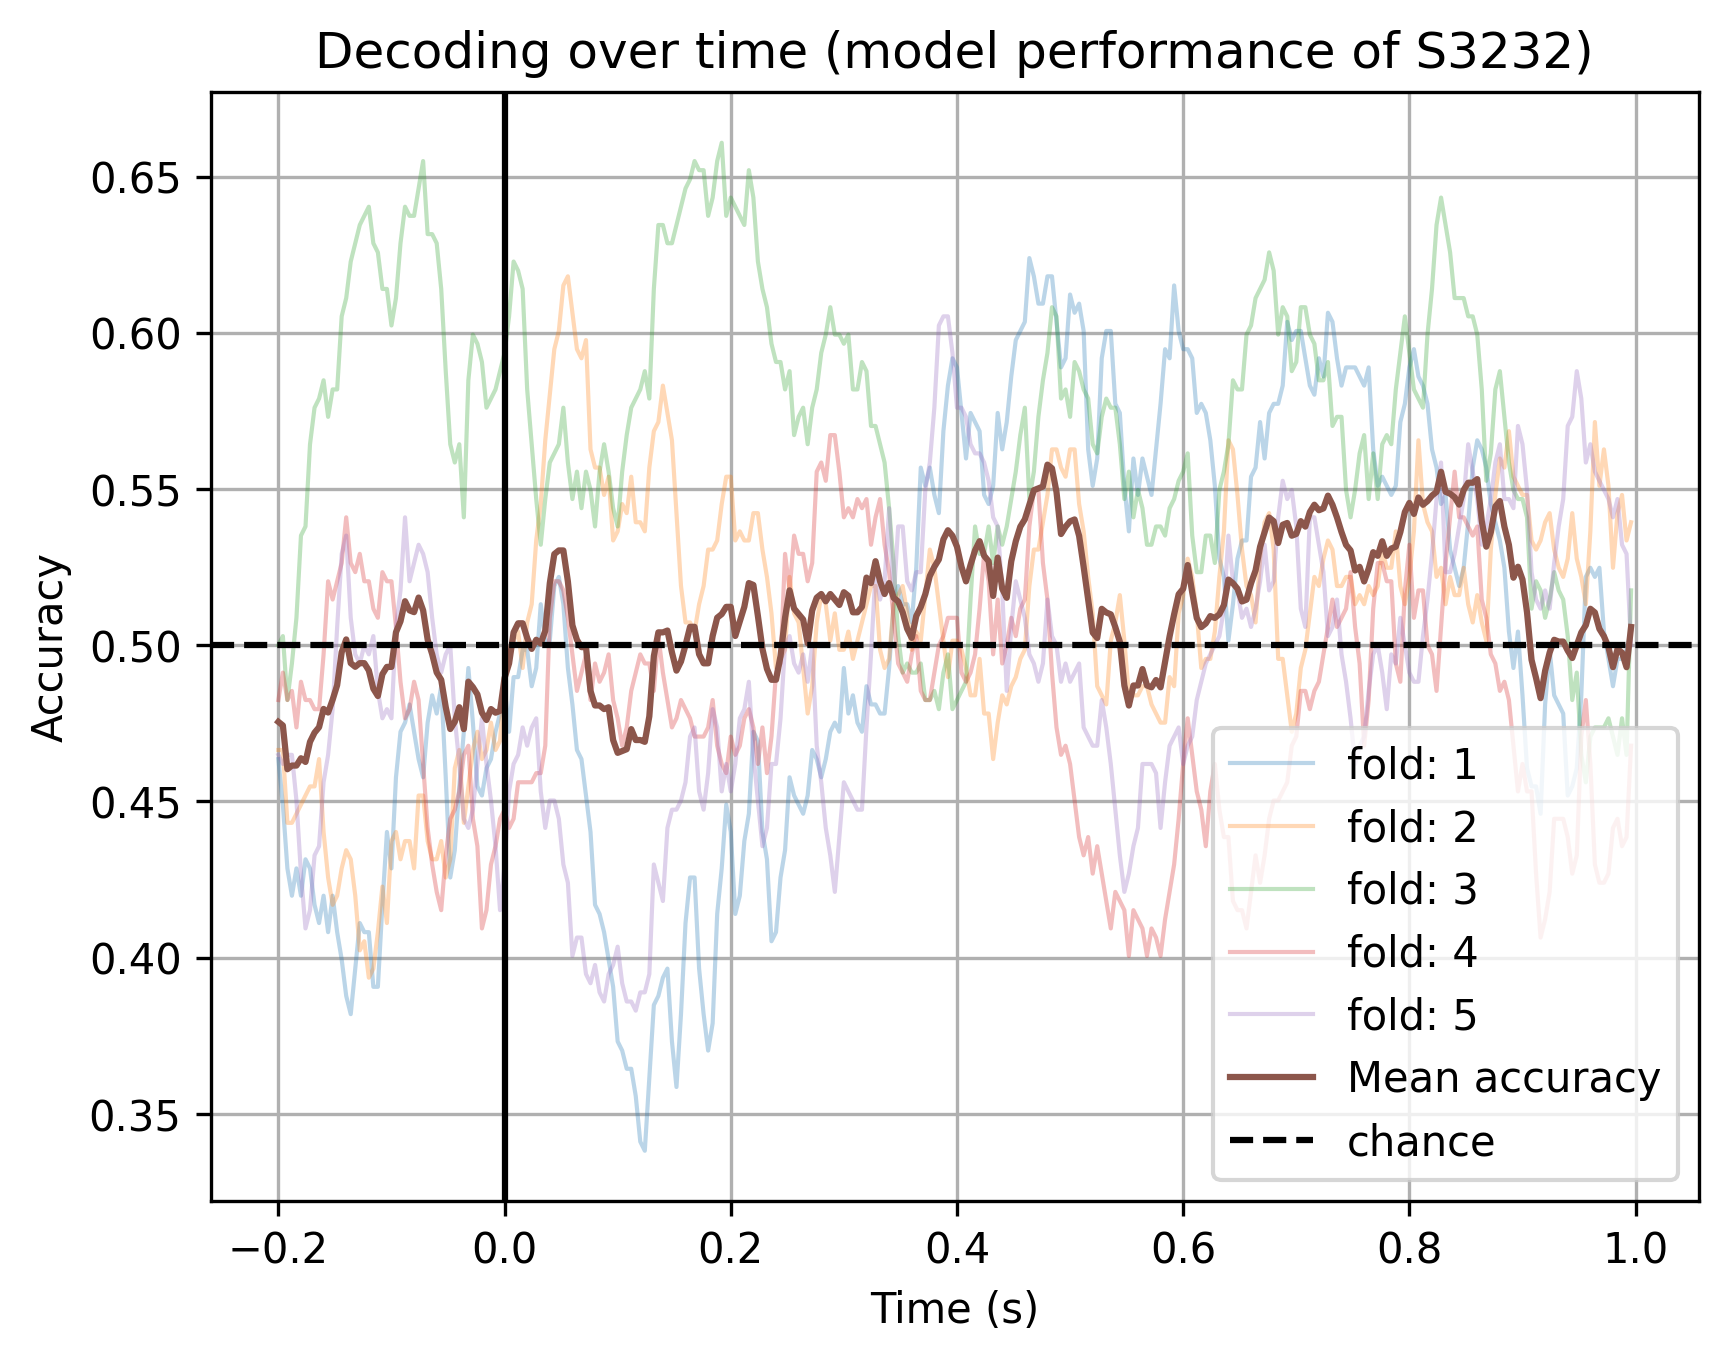 Decoding over time (model performance of S3232)
Accuracy
0.65
0.60
0.55
0.50
0.45
0.40
0.35
−0.2
0.0
0.2
0.4
0.6
0.8
1.0
Time (s)
fold: 1
fold: 2
fold: 3
fold: 4
fold: 5
Mean accuracy
chance